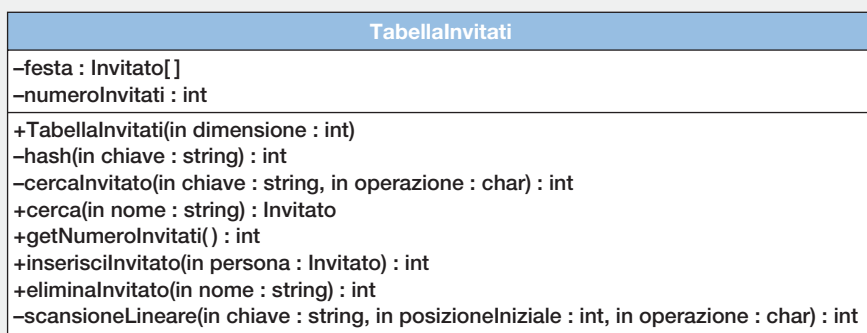 TabellaInvitati
–festa : Invitato[ ]
–numeroInvitati : int
+TabellaInvitati(in dimensione : int)
–hash(in chiave : string) : int
–cercaInvitato(in chiave : string, in operazione : char) : int
+cerca(in nome : string) : Invitato
+getNumeroInvitati( ) : int
+inserisciInvitato(in persona : Invitato) : int
+eliminaInvitato(in nome : string) : int
–scansioneLineare(in chiave : string, in posizioneIniziale : int, in operazione : char) : int